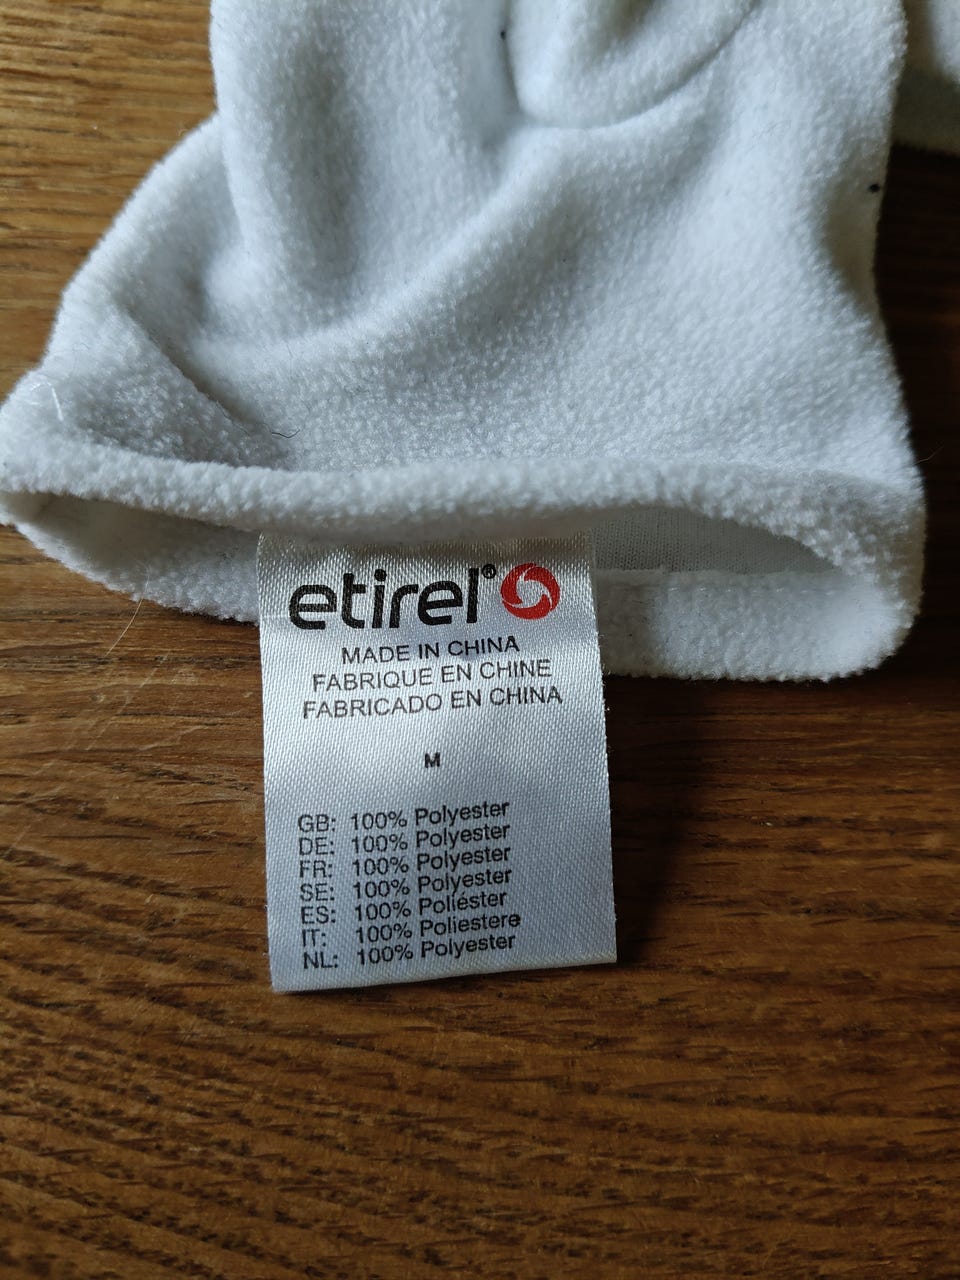 etirel®
MADE IN CHINA
FABRIQUE EN CHINE
FABRICADO EN CHINA
M
GB: 100% Polyester
DE: 100% Polyester
FR: 100% Polyester
SE: 100% Polyester
ES: 100% Poliéster
IT: 100% Poliestere
NL: 100% Polyester